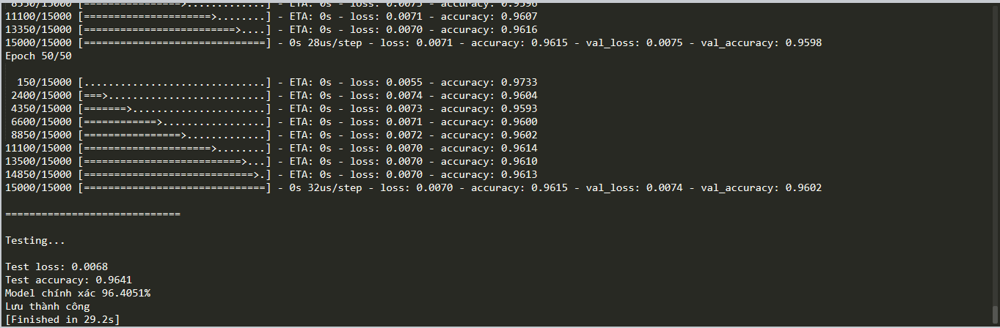 8550/15000 [================>.............] - ETA: 0s - loss: 0.0075 - accuracy: 0.9596
11100/15000 [=====================>........] - ETA: 0s - loss: 0.0071 - accuracy: 0.9607
13350/15000 [=========================>....] - ETA: 0s - loss: 0.0070 - accuracy: 0.9616
15000/15000 [==============================] - 0s 28us/step - loss: 0.0071 - accuracy: 0.9615 - val_loss: 0.0075 - val_accuracy: 0.9598
Epoch 50/50
150/15000 [..............................] - ETA: 0s - loss: 0.0055 - accuracy: 0.9733
2400/15000 [===>..........................] - ETA: 0s - loss: 0.0074 - accuracy: 0.9604
4350/15000 [=======>......................] - ETA: 0s - loss: 0.0073 - accuracy: 0.9593
6600/15000 [============>.................] - ETA: 0s - loss: 0.0071 - accuracy: 0.9600
8850/15000 [================>.............] - ETA: 0s - loss: 0.0072 - accuracy: 0.9602
11100/15000 [=====================>........] - ETA: 0s - loss: 0.0070 - accuracy: 0.9614
13500/15000 [==========================>...] - ETA: 0s - loss: 0.0070 - accuracy: 0.9610
14850/15000 [============================>.] - ETA: 0s - loss: 0.0070 - accuracy: 0.9613
15000/15000 [==============================] - 0s 32us/step - loss: 0.0070 - accuracy: 0.9615 - val_loss: 0.0074 - val_accuracy: 0.9602
=============================
Testing...
Test loss: 0.0068
Test accuracy: 0.9641
Model chính xác 96.4051%
Lưu thành công
[Finished in 29.2s]